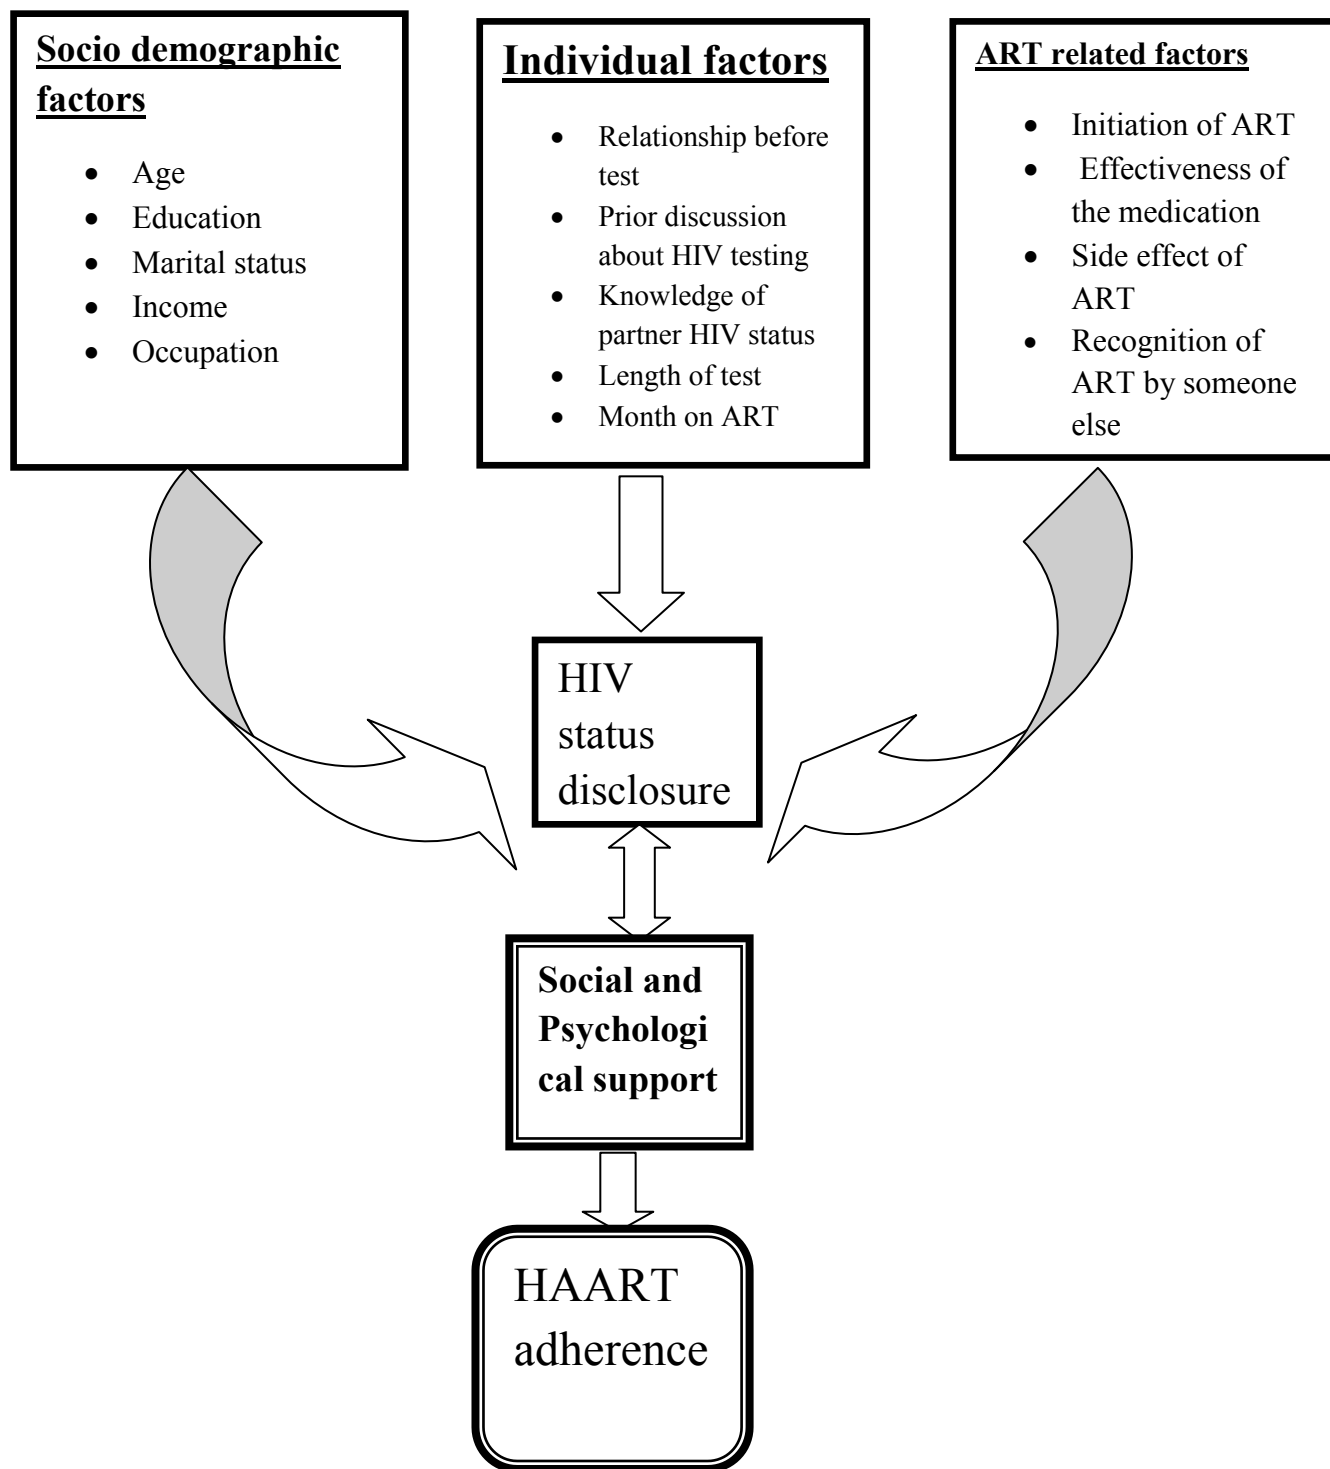 Socio demographic
factors
• Age
• Education
• Marital status
• Income
• Occupation
Individual factors
• Relationship before
test
• Prior discussion
about HIV testing
• Knowledge of
partner HIV status
• Length of test
• Month on ART
ART related factors
• Initiation of ART
• Effectiveness of
the medication
• Side effect of
ART
• Recognition of
ART by someone
else
HIV
status
disclosure
Social and
Psychologi
cal support
HAART
adherence